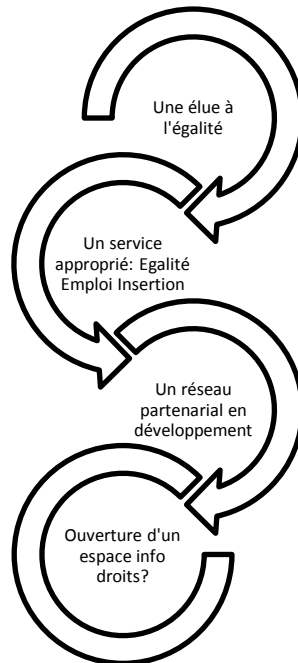 Une élue à
l'égalité
Un service
approprié: Egalité
Emploi Insertion
Un réseau
partenarial en
développement
Ouverture d'un
espace info
droits?